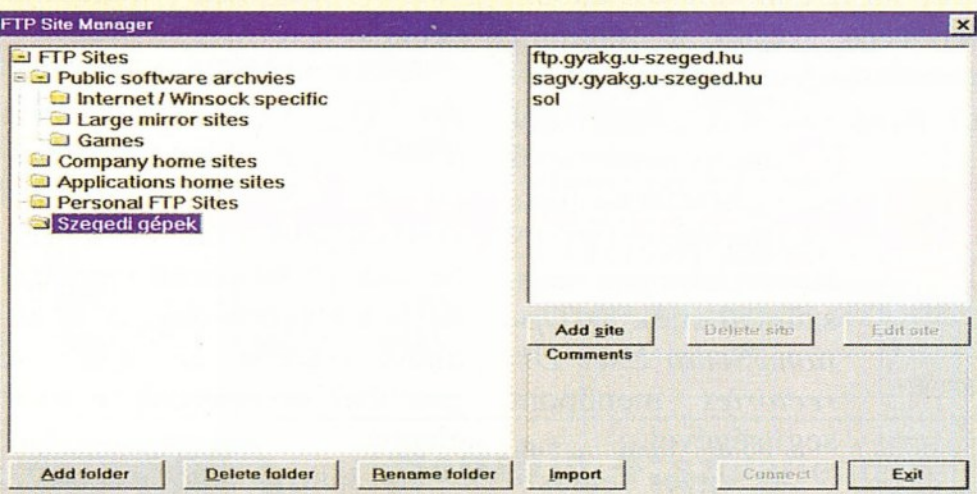 FTP Site Manager
FTP Sites
Public software archvies
Internet / Winsock specific
Large mirror sites
Games
Company home sites
Applications home sites
Personal FTP Sites
Szegedi gépek
ftp.gyakg.u-szeged.hu
sagv.gyakg.u-szeged.hu
sol
Add site
Delete site
Edit site
Comments
Add folder
Delete folder
Rename folder
Import
Connect
Exit